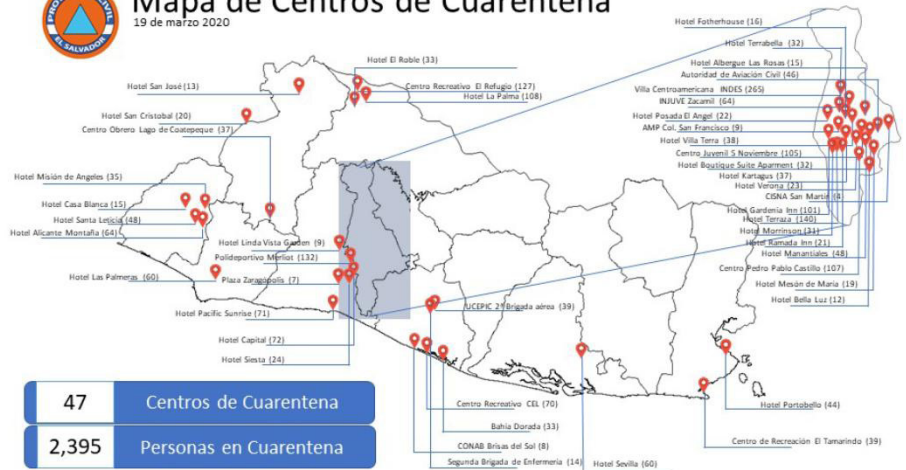 Mapa de Centros de Cuarentena
19 de marzo 2020
EL SALVADOR
Hotel Fotherhouse (16)
Hotel Terrabella (32)
Hotel Albergue Las Rosas (15)
Autoridad de Aviación Civil (46)
Villa Centroamericana INDES (265)
INJUVE Zacamil (64)
Hotel Posada El Angel (22)
AMP Col. San Francisco (9)
Hotel Villa Terra (38)
Centro Juvenil 5 Noviembre (105)
Hotel Boutique Suite Aparment (32)
Hotel Kartagus (37)
Hotel Verona (23)
CISNA San Martin (4
Hotel Gardenia Inn (101)
Hotel Terraza (140)
Hotel Morrinson (31)
Hotel Ramada Inn (21)
Hotel Manantiales (48)
Centro Pedro Pablo Castillo (107)
Hotel Mesón de María (19)
Hotel Bella Luz (12)
Hotel El Roble (33)
Centro Recreativo El Refugio (127)
Hotel La Palma (108)
Hotel San José (13)
Hotel San Cristobal (20)
Centro Obrero Lago de Coatepeque (37)
Hotel Misión de Angeles (35)
Hotel Casa Blanca (15)
Hotel Santa Leticia (48)
Hotel Alicante Montaña (64)
Hotel Las Palmeras (60)
Hotel Linda Vista Garden (9)
Polideportivo Merliot (132)
Plaza Zaragopolis (7)
Hotel Pacific Sunrise (71)
Hotel Capital (72)
Hotel Siesta (24)
UCEPIC 2ª Brigada aérea (39)
Centro Recreativo CEL (70)
Bahía Dorada (33)
CONAB Brisas del Sol (8)
Segunda Brigada de Enfermería (14)
Hotel Sevilla (60)
Hotel Portobello (44)
Centro de Recreación El Tamarindo (39)
47 Centros de Cuarentena
2,395 Personas en Cuarentena